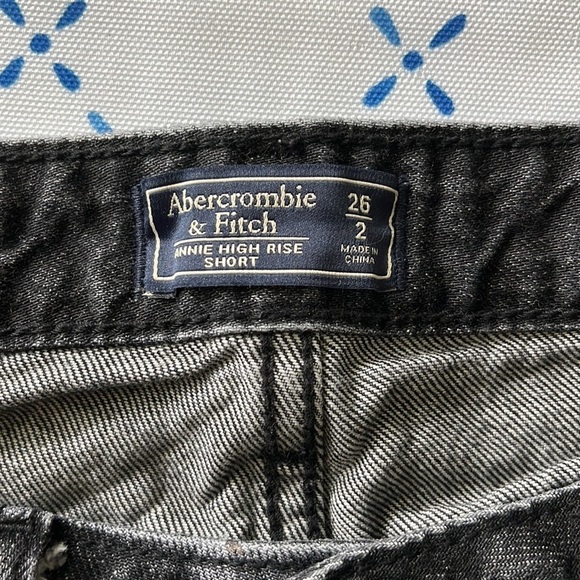 Abercrombie
& Fitch
ANNIE HIGH RISE
SHORT
26
2
MADE IN
CHINA